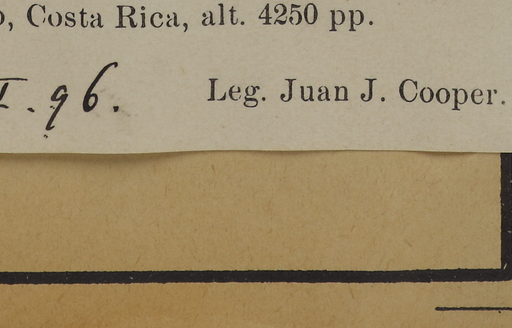 , Costa Rica, alt. 4250 pp.
I. 96. Leg. Juan J. Cooper.